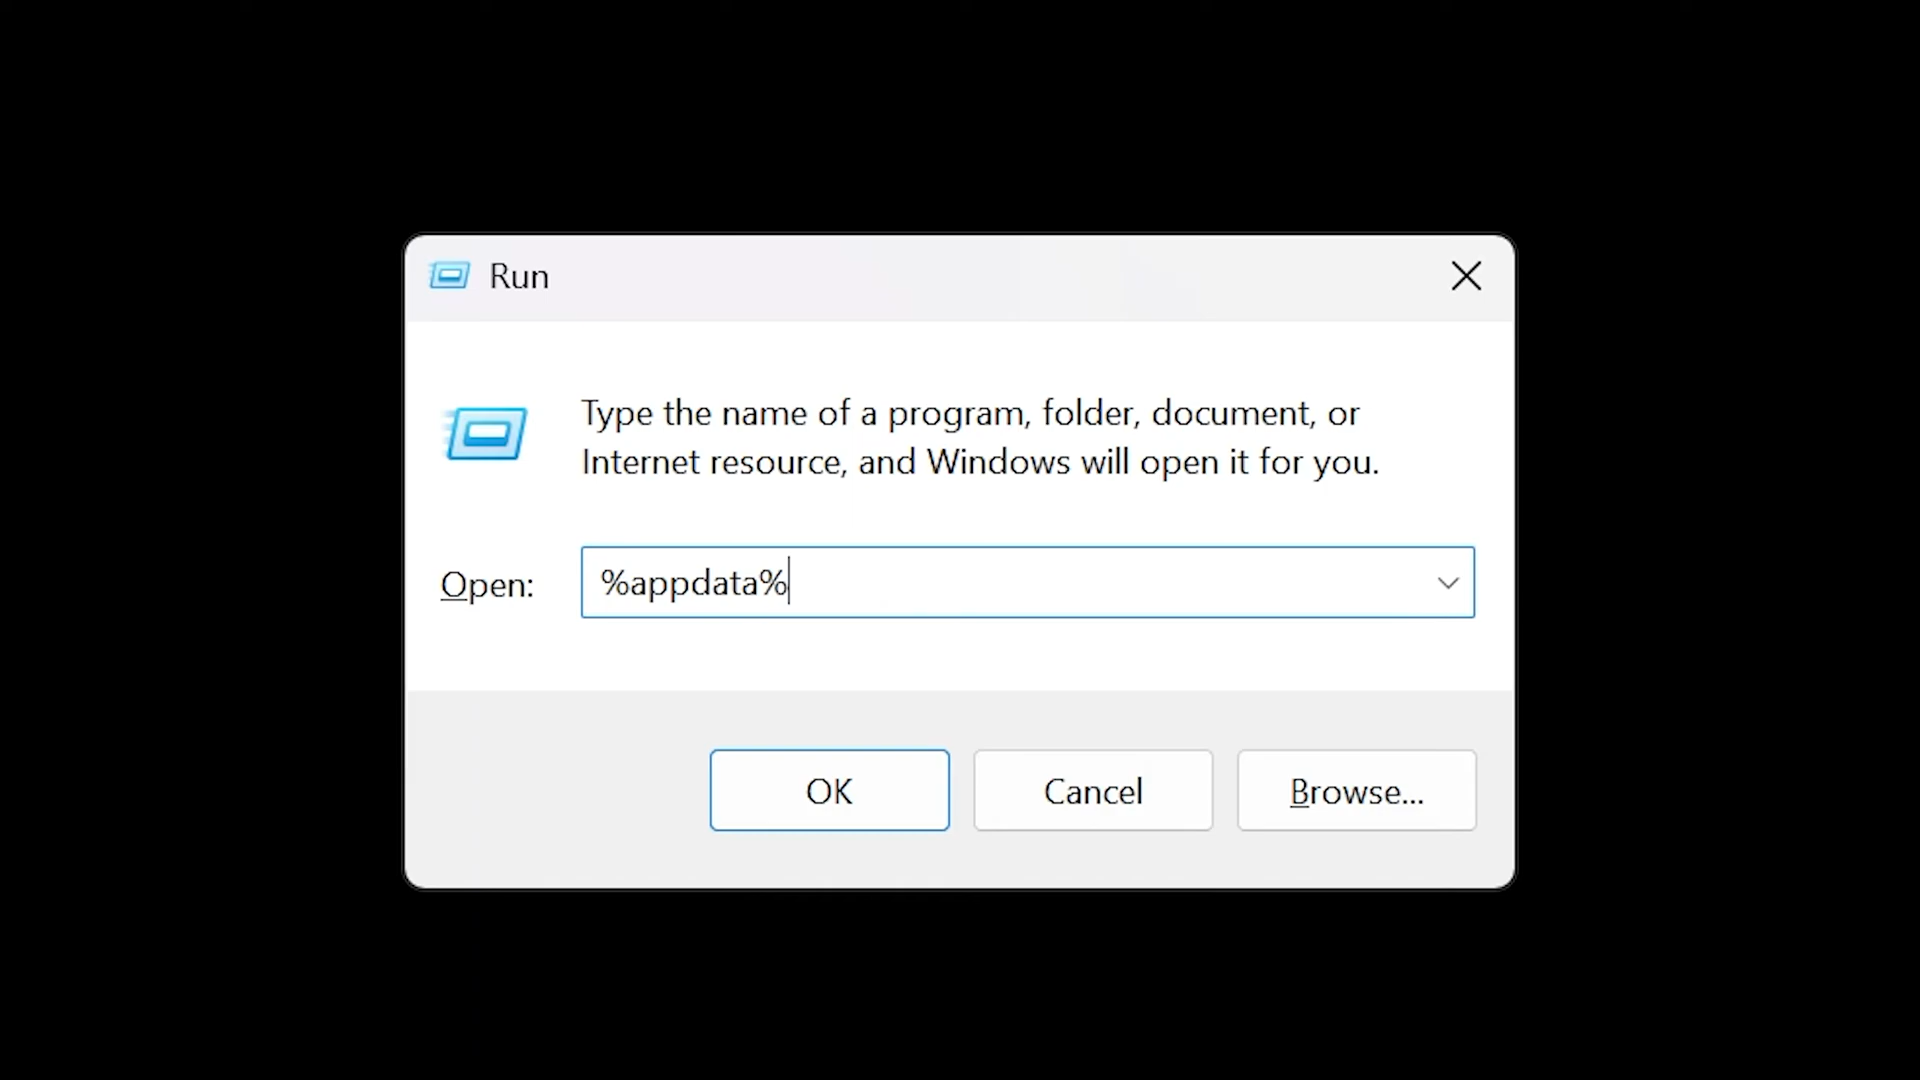 Run
Type the name of a program, folder, document, or
Internet resource, and Windows will open it for you.
Open:
%appdata%
OK
Cancel
Browse...